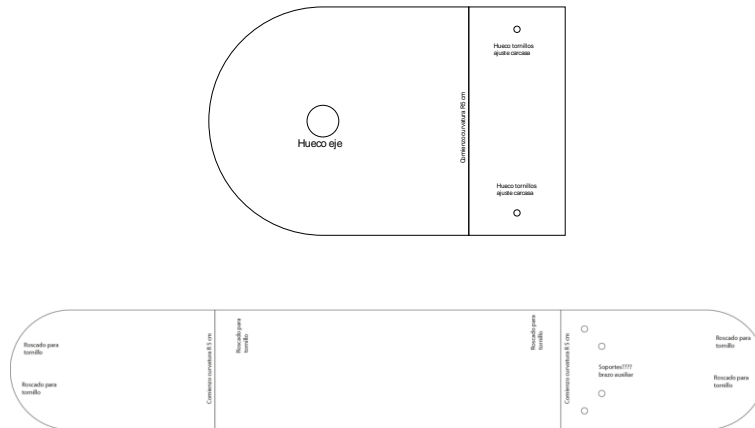 Hueco tornillos
ajuste carcasa
Comienzo curvatura R5 cm
Hueco eje
Hueco tornillos
ajuste carcasa
Roscado para
tornillo
Roscado para
tornillo
Comienzo curvatura R 5 cm
Roscado para
tornillo
Roscado para
tornillo
Comienzo curvatura R 5 cm
Soportes????
brazo auxiliar
Roscado para
tornillo
Roscado para
tornillo